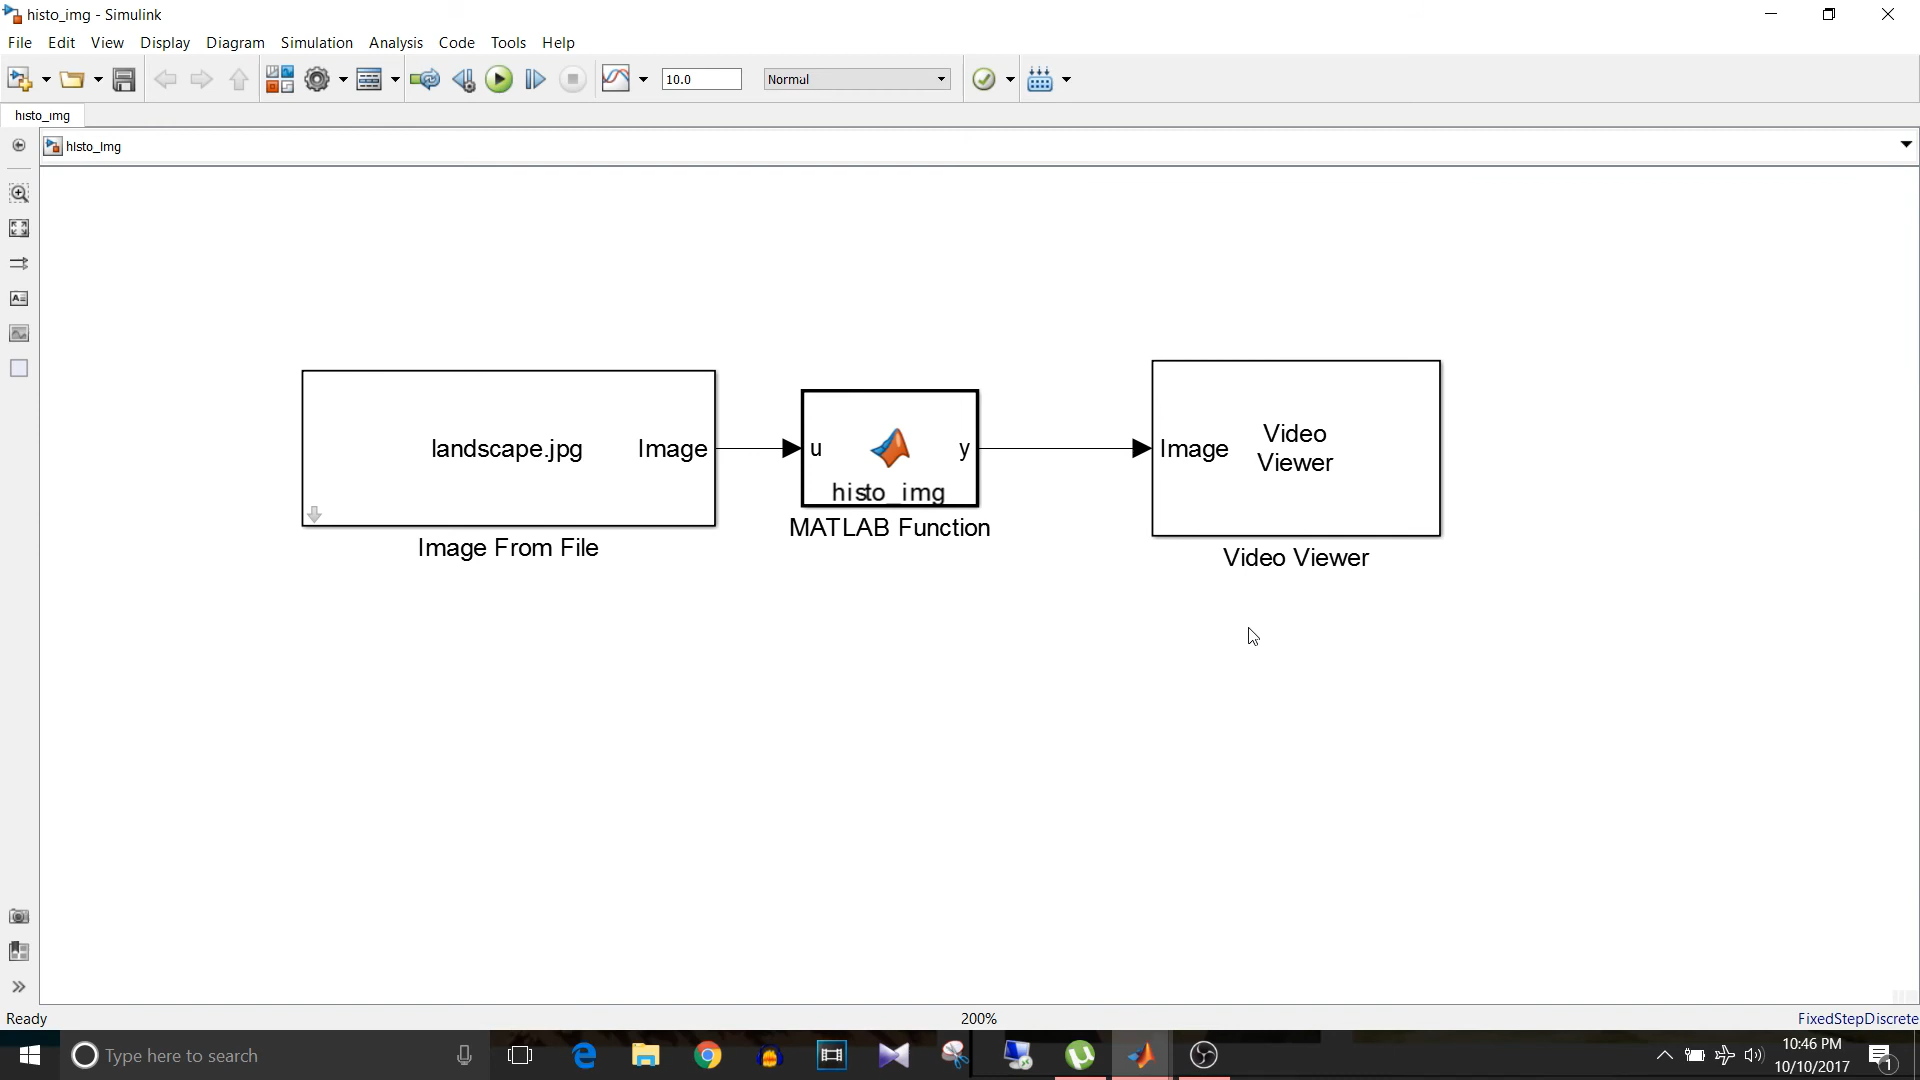 histo_img - Simulink
File Edit View Display Diagram Simulation Analysis Code Tools Help
10.0 Normal
histo_img
histo_img
landscape.jpg Image
Image From File
u y
histo_img
MATLAB Function
Image Video
Viewer
Video Viewer
Ready 200% FixedStepDiscrete
Type here to search
10:46 PM
10/10/2017
1